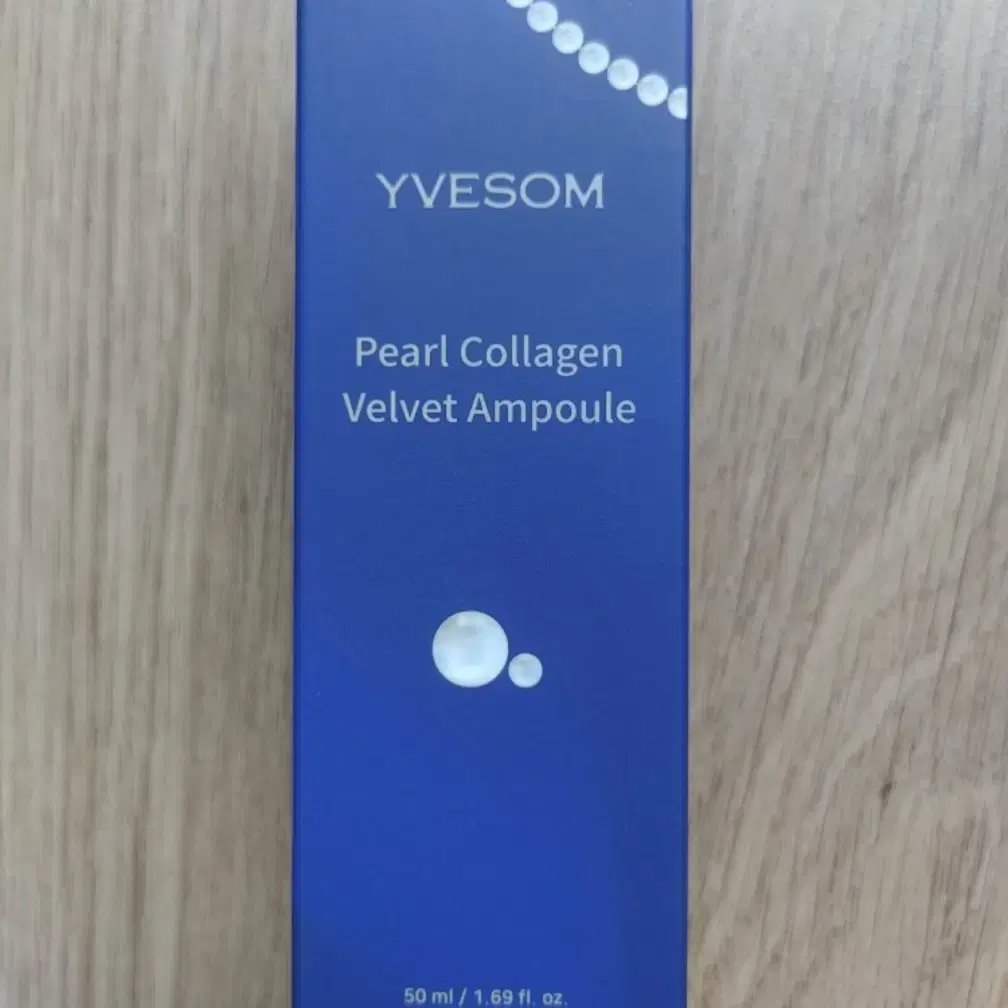 YVESOM
Pearl Collagen
Velvet Ampoule
50 ml / 1.69 fl. oz.